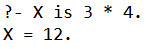 ?- X is 3 * 4.
X = 12.